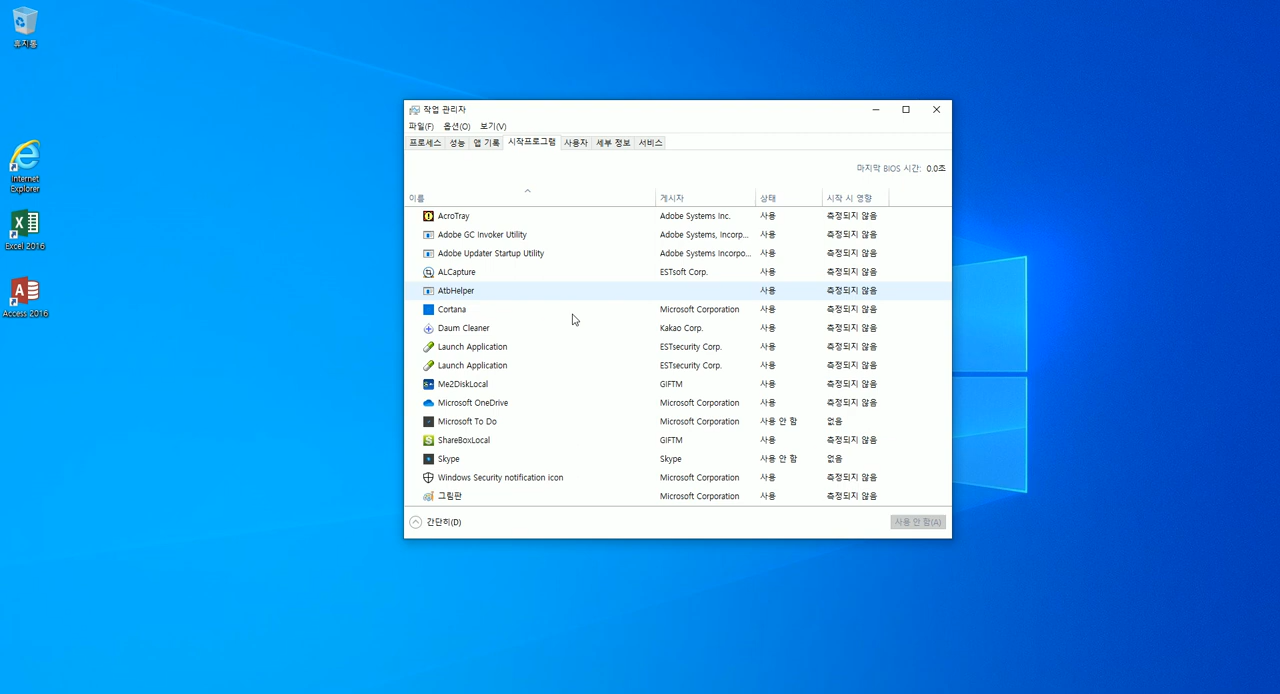 휴지통
Internet
Explorer
Excel 2016
Access 2016
작업 관리자
파일(F) 옵션(O) 보기(V)
프로세스 성능 앱 기록 시작프로그램 사용자 세부 정보 서비스
마지막 BIOS 시간: 0.0초
이름 게시자 상태 시작 시 영향
AcroTray Adobe Systems Inc. 사용 측정되지 않음
Adobe GC Invoker Utility Adobe Systems, Incorp... 사용 측정되지 않음
Adobe Updater Startup Utility Adobe Systems Incorpo... 사용 측정되지 않음
ALCapture ESTsoft Corp. 사용 측정되지 않음
AtbHelper 사용 측정되지 않음
Cortana Microsoft Corporation 사용 측정되지 않음
Daum Cleaner Kakao Corp. 사용 측정되지 않음
Launch Application ESTsecurity Corp. 사용 측정되지 않음
Launch Application ESTsecurity Corp. 사용 측정되지 않음
Me2DiskLocal GIFTM 사용 측정되지 않음
Microsoft OneDrive Microsoft Corporation 사용 측정되지 않음
Microsoft To Do Microsoft Corporation 사용 안 함 없음
ShareBoxLocal GIFTM 사용 측정되지 않음
Skype Skype 사용 안 함 없음
Windows Security notification icon Microsoft Corporation 사용 측정되지 않음
그림판 Microsoft Corporation 사용 측정되지 않음
간단히(D) 사용 안 함(A)